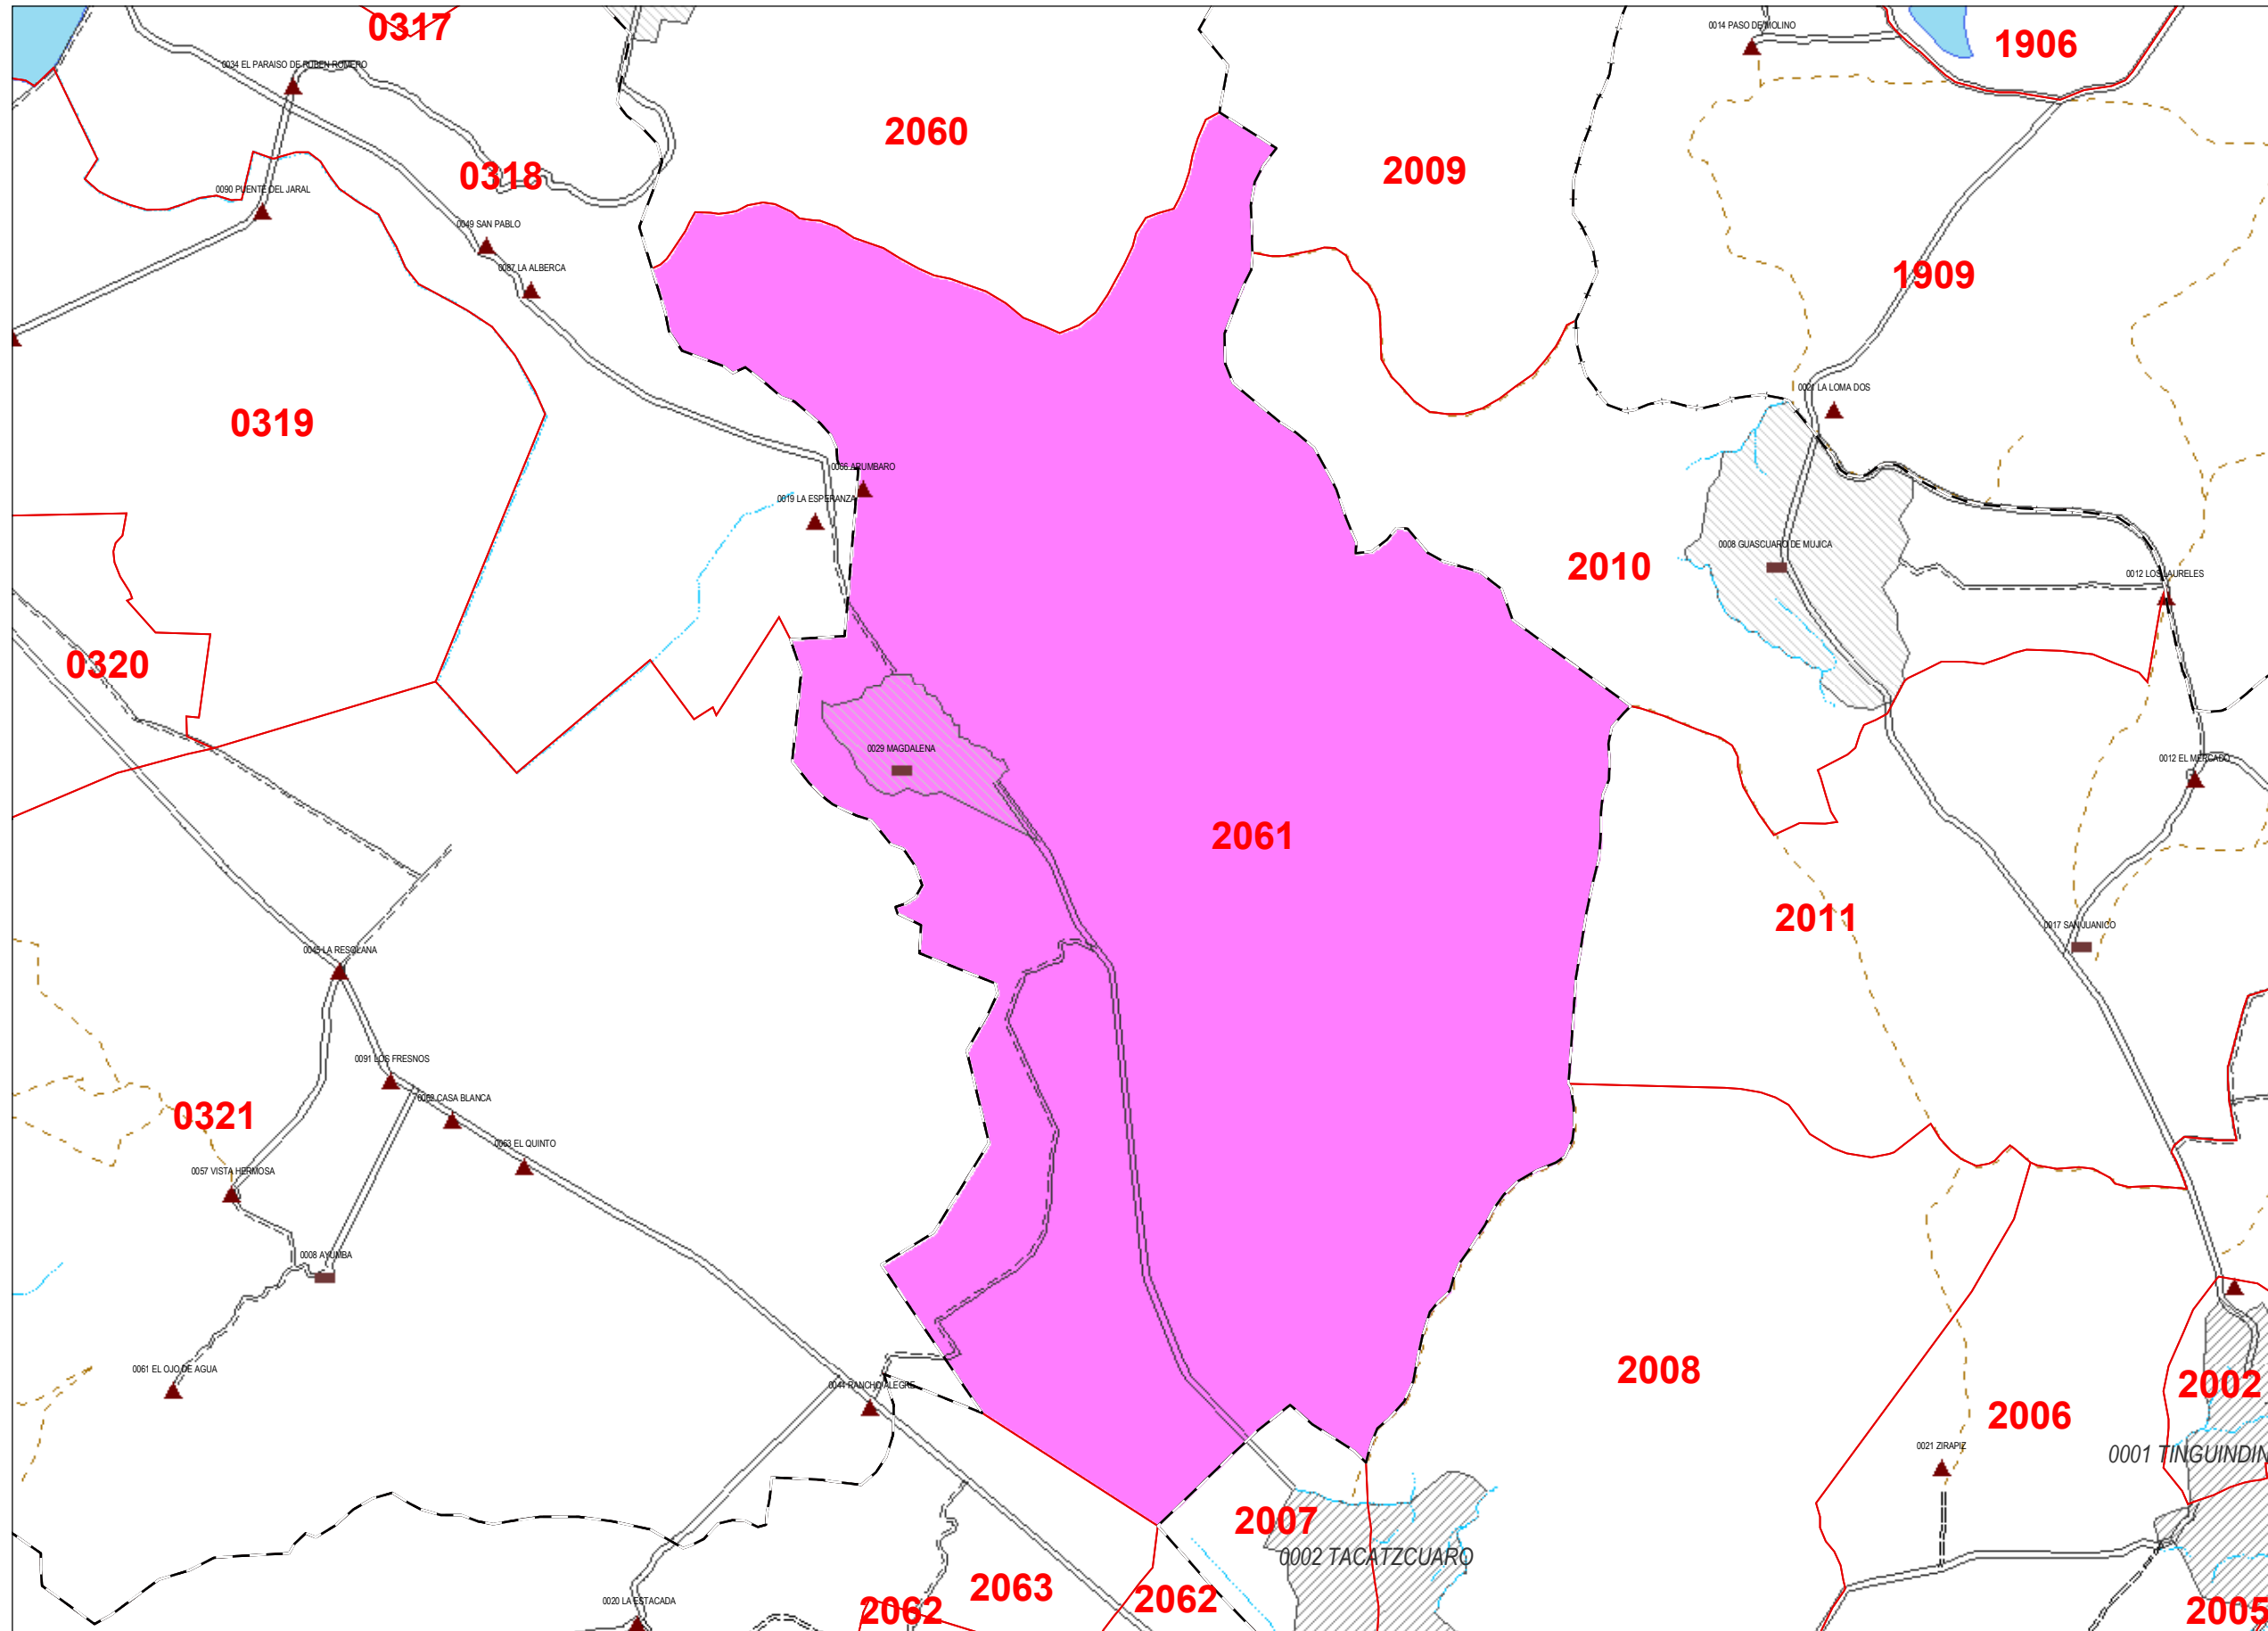 0317
0014 PASO DE MOLINO
1906
0034 EL PARAISO DE RUBEN ROMERO
2060
2009
0318
0090 PUENTE DEL JARAL
0049 SAN PABLO
0087 LA ALBERCA
1909
0021 LA LOMA DOS
0319
0066 ARUMBARO
0019 LA ESPERANZA
0008 GUASCUARO DE MUJICA
2010
0012 LOS LAURELES
0320
0029 MAGDALENA
0012 EL MERCADO
2061
2011
0017 SAN JUANICO
0045 LA RESOLANA
0091 LOS FRESNOS
0062 CASA BLANCA
0321
0063 EL QUINTO
0057 VISTA HERMOSA
0008 AYUMBA
0061 EL OJO DE AGUA
0044 RANCHO ALEGRE
2008
2002
2006
0021 ZIRAPIZ
0001 TINGUINDIN
2007
0002 TACATZCUARO
2063
2062
2062
0020 LA ESTACADA
2005